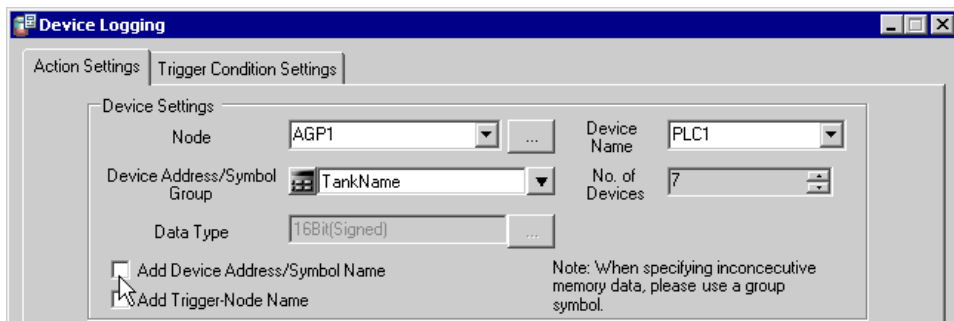 Device Logging
Action Settings
Trigger Condition Settings
Device Settings
Node
AGP1
...
Device
Name
PLC1
Device Address/Symbol
Group
TankName
No. of
Devices
7
Data Type
16Bit(Signed)
...
Add Device Address/Symbol Name
Add Trigger-Node Name
Note: When specifying inconcecutive
memory data, please use a group
symbol.